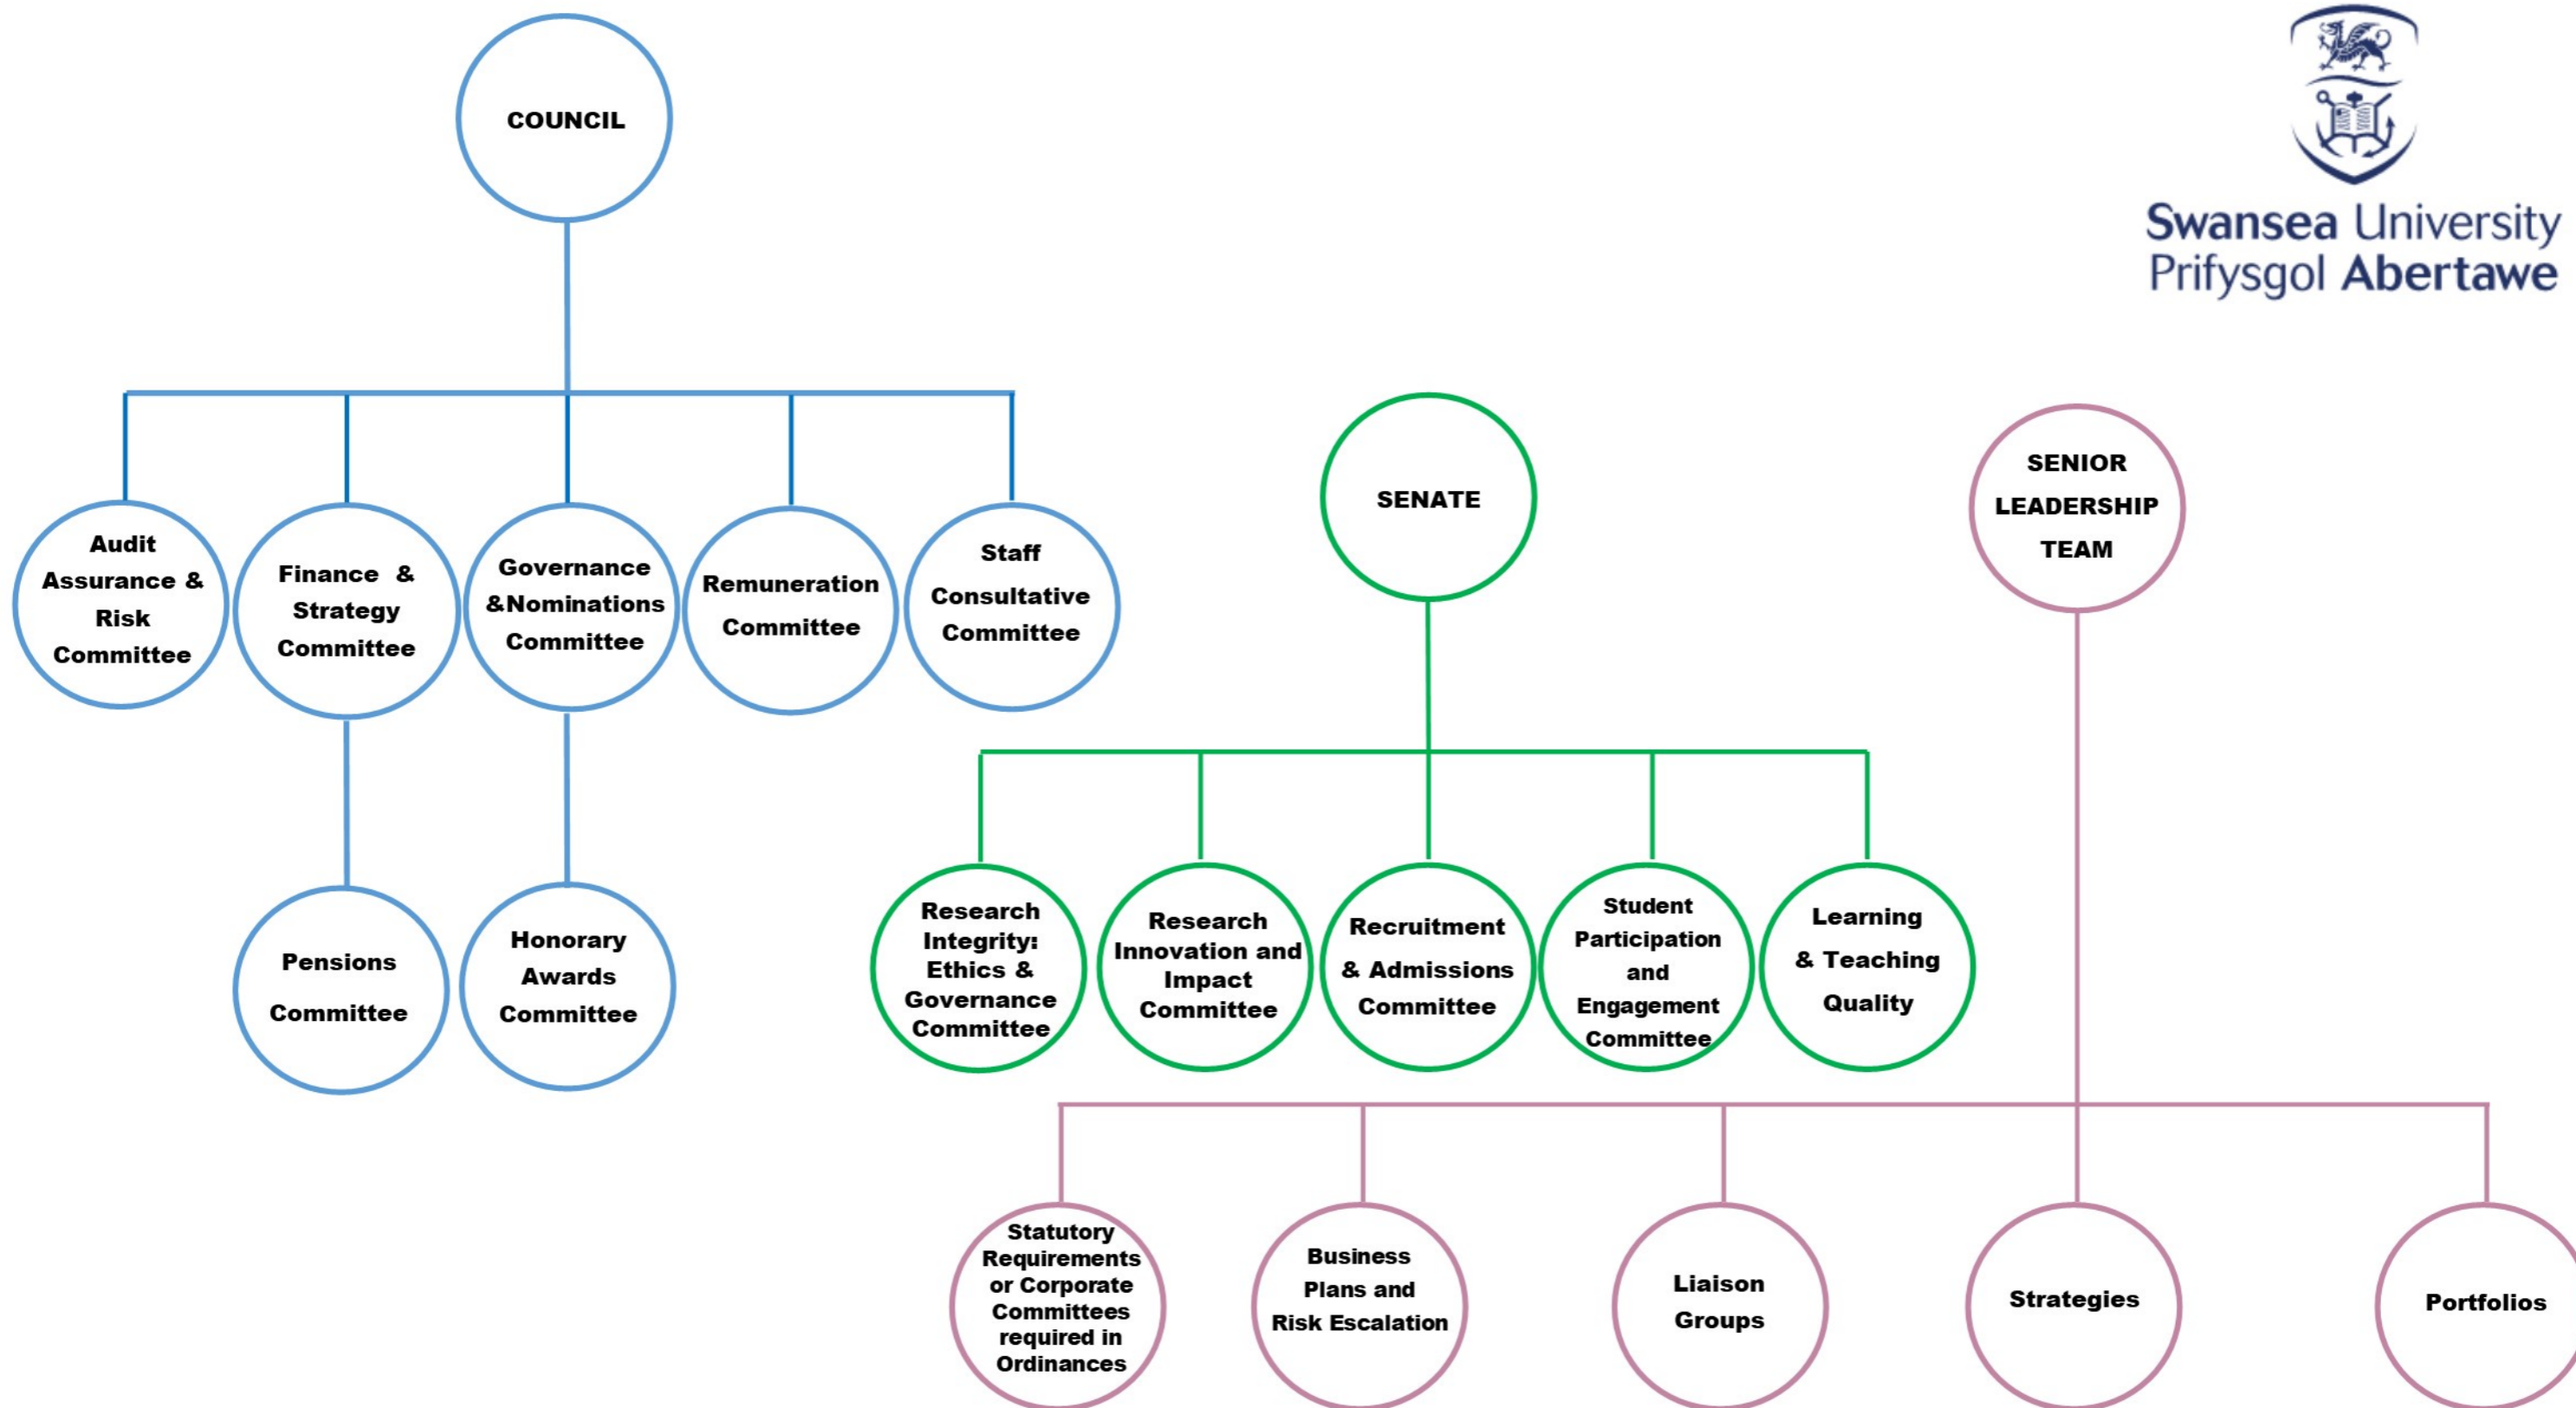 COUNCIL
Swansea University
Prifysgol Abertawe
Audit
Assurance &
Risk
Committee
Finance &
Strategy
Committee
Governance
&Nominations
Committee
Remuneration
Committee
Staff
Consultative
Committee
SENATE
SENIOR
LEADERSHIP
TEAM
Pensions
Committee
Honorary
Awards
Committee
Research
Integrity:
Ethics &
Governance
Committee
Research
Innovation and
Impact
Committee
Recruitment
& Admissions
Committee
Student
Participation
and
Engagement
Committee
Learning
& Teaching
Quality
Statutory
Requirements
or Corporate
Committees
required in
Ordinances
Business
Plans and
Risk Escalation
Liaison
Groups
Strategies
Portfolios